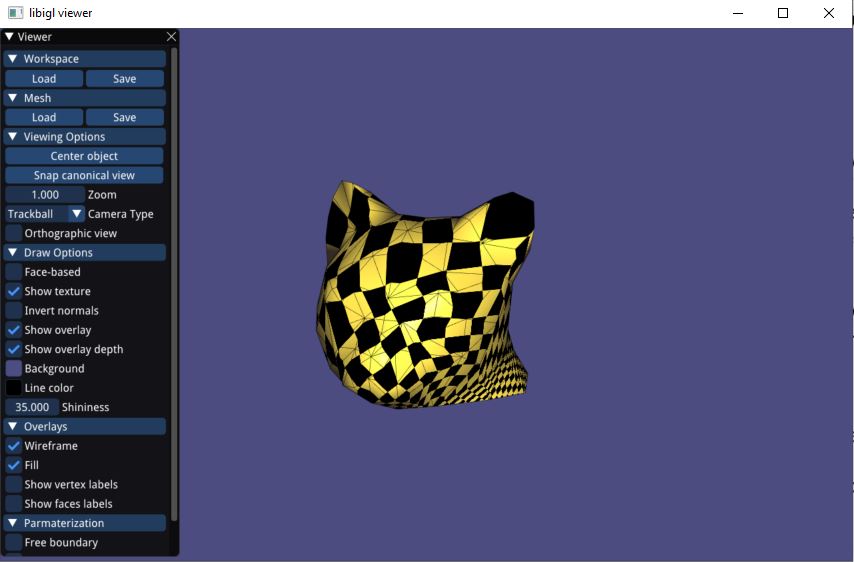 libigl viewer
Viewer
Workspace
Load Save
Mesh
Load Save
Viewing Options
Center object
Snap canonical view
1.000 Zoom
Trackball Camera Type
Orthographic view
Draw Options
Face-based
Show texture
Invert normals
Show overlay
Show overlay depth
Background
Line color
35.000 Shininess
Overlays
Wireframe
Fill
Show vertex labels
Show faces labels
Parmaterization
Free boundary